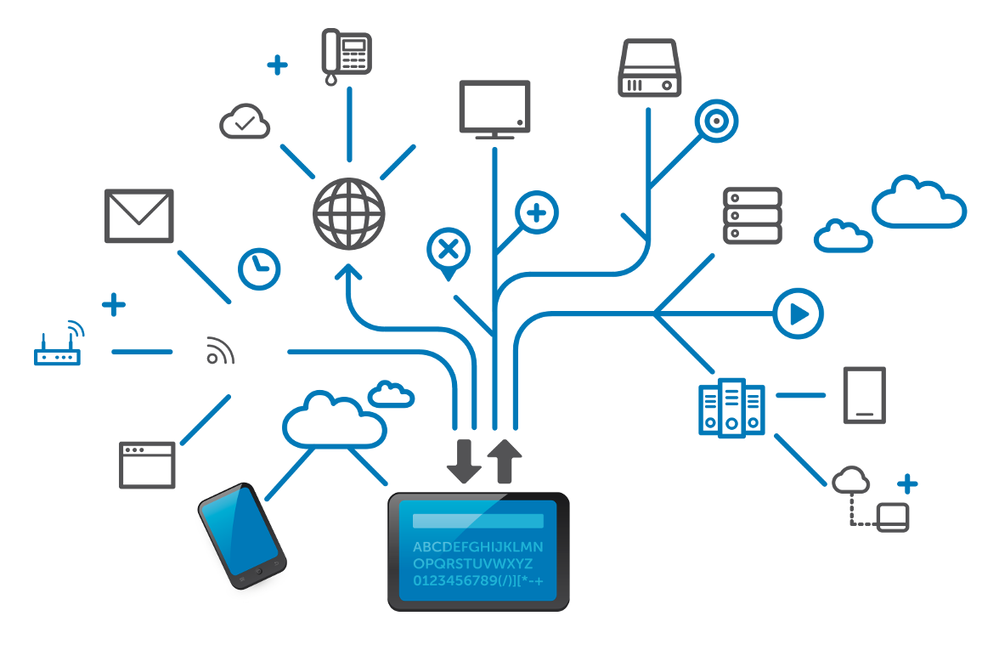 ABCDEFGHIJKLMN
OPQRSTUVWXYZ
0123456789(/)][*-+